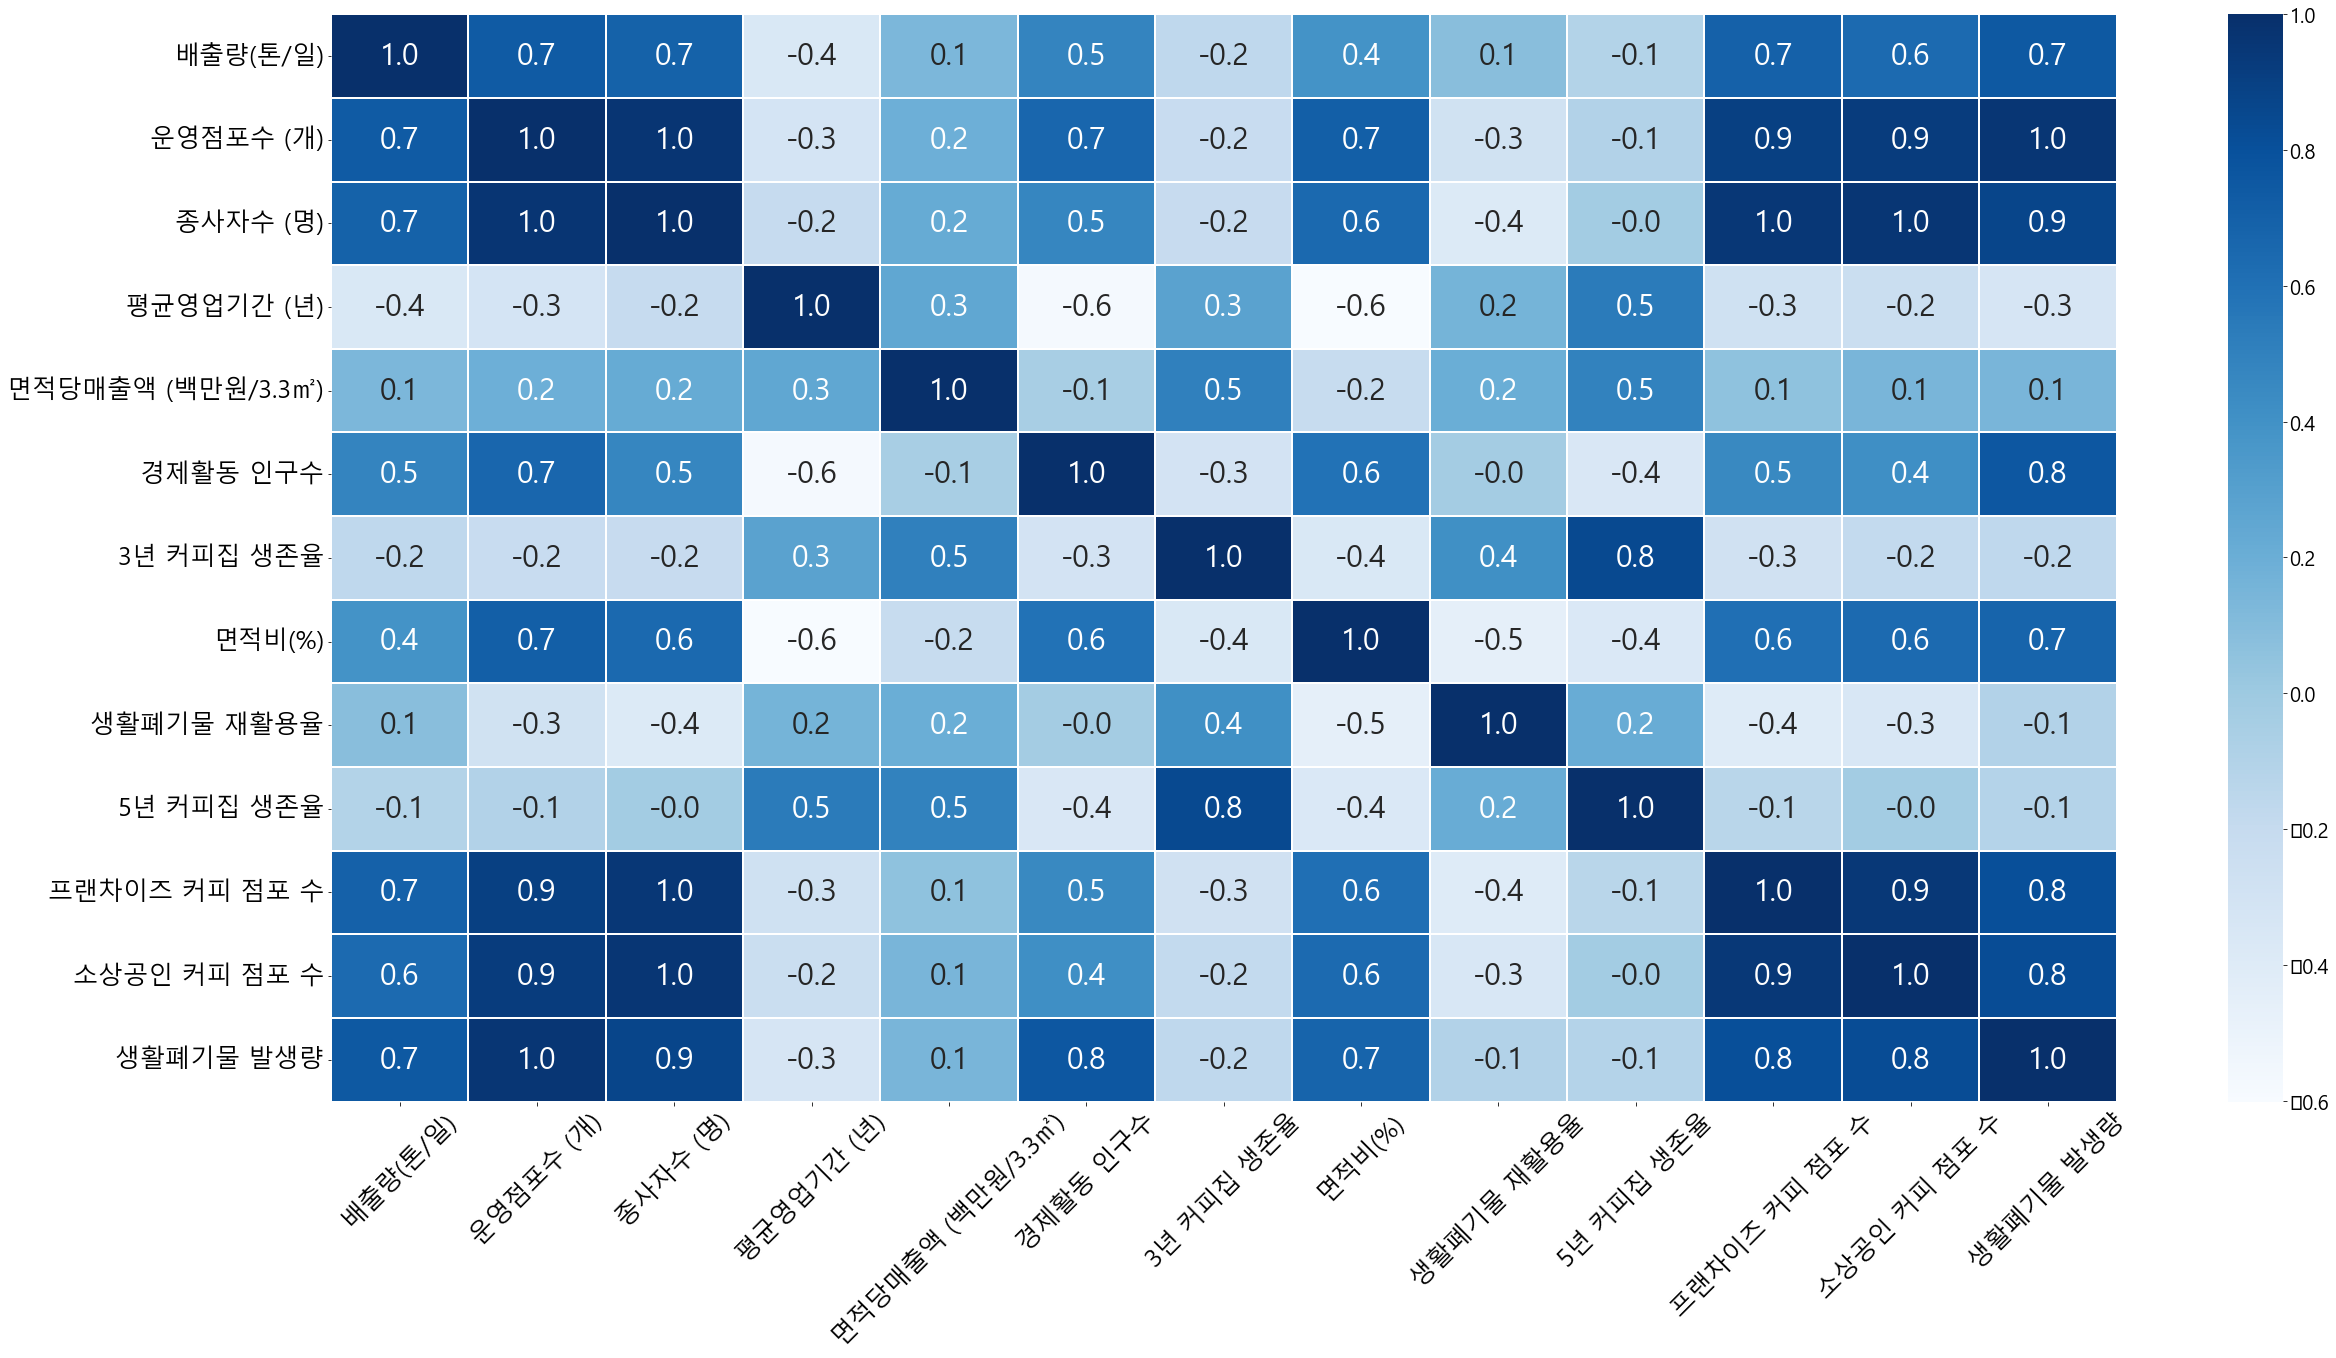 배출량(톤/일) 1.0 0.7 0.7 -0.4 0.1 0.5 -0.2 0.4 0.1 -0.1 0.7 0.6 0.7
운영점포수 (개) 0.7 1.0 1.0 -0.3 0.2 0.7 -0.2 0.7 -0.3 -0.1 0.9 0.9 1.0
종사자수 (명) 0.7 1.0 1.0 -0.2 0.2 0.5 -0.2 0.6 -0.4 -0.0 1.0 1.0 0.9
평균영업기간 (년) -0.4 -0.3 -0.2 1.0 0.3 -0.6 0.3 -0.6 0.2 0.5 -0.3 -0.2 -0.3
면적당매출액 (백만원/3.3㎡) 0.1 0.2 0.2 0.3 1.0 -0.1 0.5 -0.2 0.2 0.5 0.1 0.1 0.1
경제활동 인구수 0.5 0.7 0.5 -0.6 -0.1 1.0 -0.3 0.6 -0.0 -0.4 0.5 0.4 0.8
3년 커피집 생존율 -0.2 -0.2 -0.2 0.3 0.5 -0.3 1.0 -0.4 0.4 0.8 -0.3 -0.2 -0.2
면적비(%) 0.4 0.7 0.6 -0.6 -0.2 0.6 -0.4 1.0 -0.5 -0.4 0.6 0.6 0.7
생활폐기물 재활용율 0.1 -0.3 -0.4 0.2 0.2 -0.0 0.4 -0.5 1.0 0.2 -0.4 -0.3 -0.1
5년 커피집 생존율 -0.1 -0.1 -0.0 0.5 0.5 -0.4 0.8 -0.4 0.2 1.0 -0.1 -0.0 -0.1
프랜차이즈 커피 점포 수 0.7 0.9 1.0 -0.3 0.1 0.5 -0.3 0.6 -0.4 -0.1 1.0 0.9 0.8
소상공인 커피 점포 수 0.6 0.9 1.0 -0.2 0.1 0.4 -0.2 0.6 -0.3 -0.0 0.9 1.0 0.8
생활폐기물 발생량 0.7 1.0 0.9 -0.3 0.1 0.8 -0.2 0.7 -0.1 -0.1 0.8 0.8 1.0
배출량(톤/일)
운영점포수 (개)
종사자수 (명)
평균영업기간 (년)
면적당매출액 (백만원/3.3㎡)
경제활동 인구수
3년 커피집 생존율
면적비(%)
생활폐기물 재활용율
5년 커피집 생존율
프랜차이즈 커피 점포 수
소상공인 커피 점포 수
생활폐기물 발생량
1.0
0.8
0.6
0.4
0.2
0.0
□0.2
□0.4
□0.6